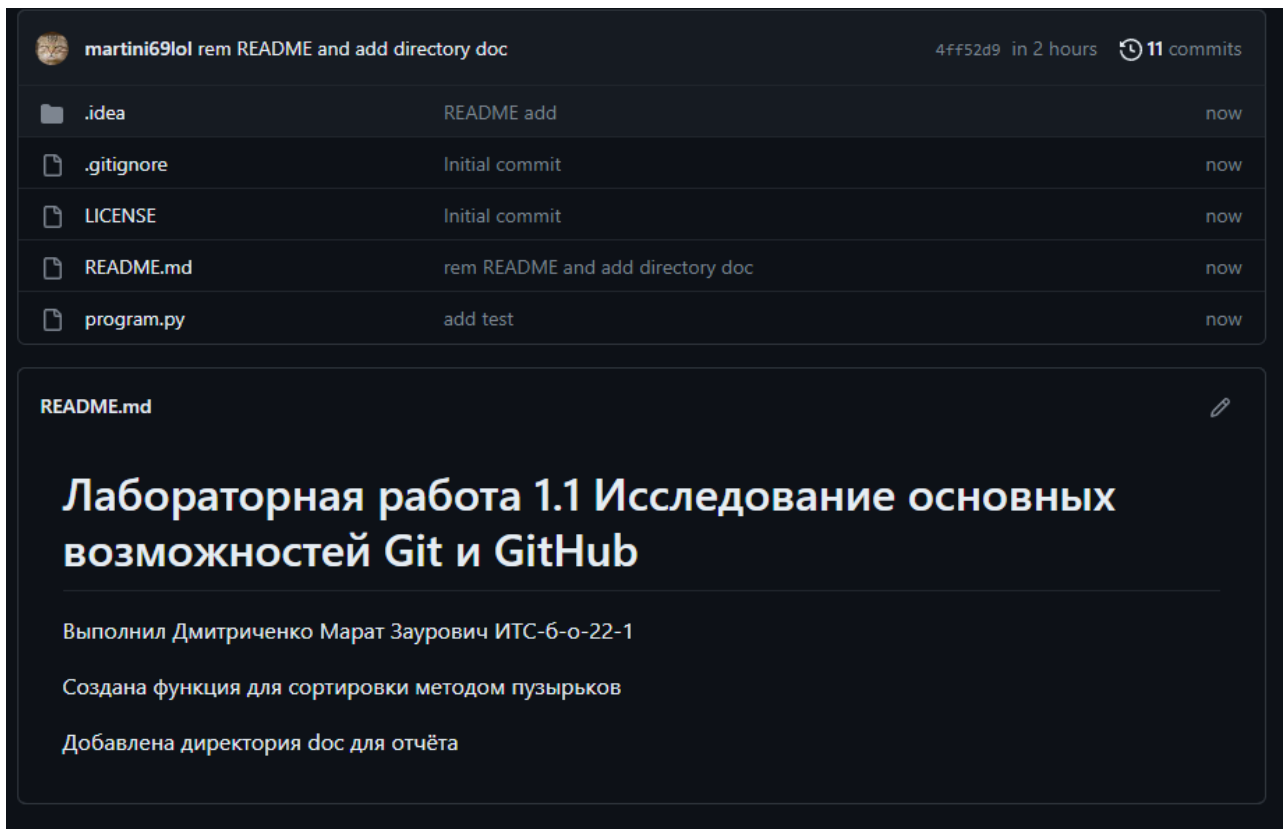 martini69lol rem README and add directory doc 4ff52d9 in 2 hours 11 commits
.idea README add now
.gitignore Initial commit now
LICENSE Initial commit now
README.md rem README and add directory doc now
program.py add test now
README.md
Лабораторная работа 1.1 Исследование основных
возможностей Git и GitHub
Выполнил Дмитриченко Марат Заурович ИТС-б-о-22-1
Создана функция для сортировки методом пузырьков
Добавлена директория doc для отчёта